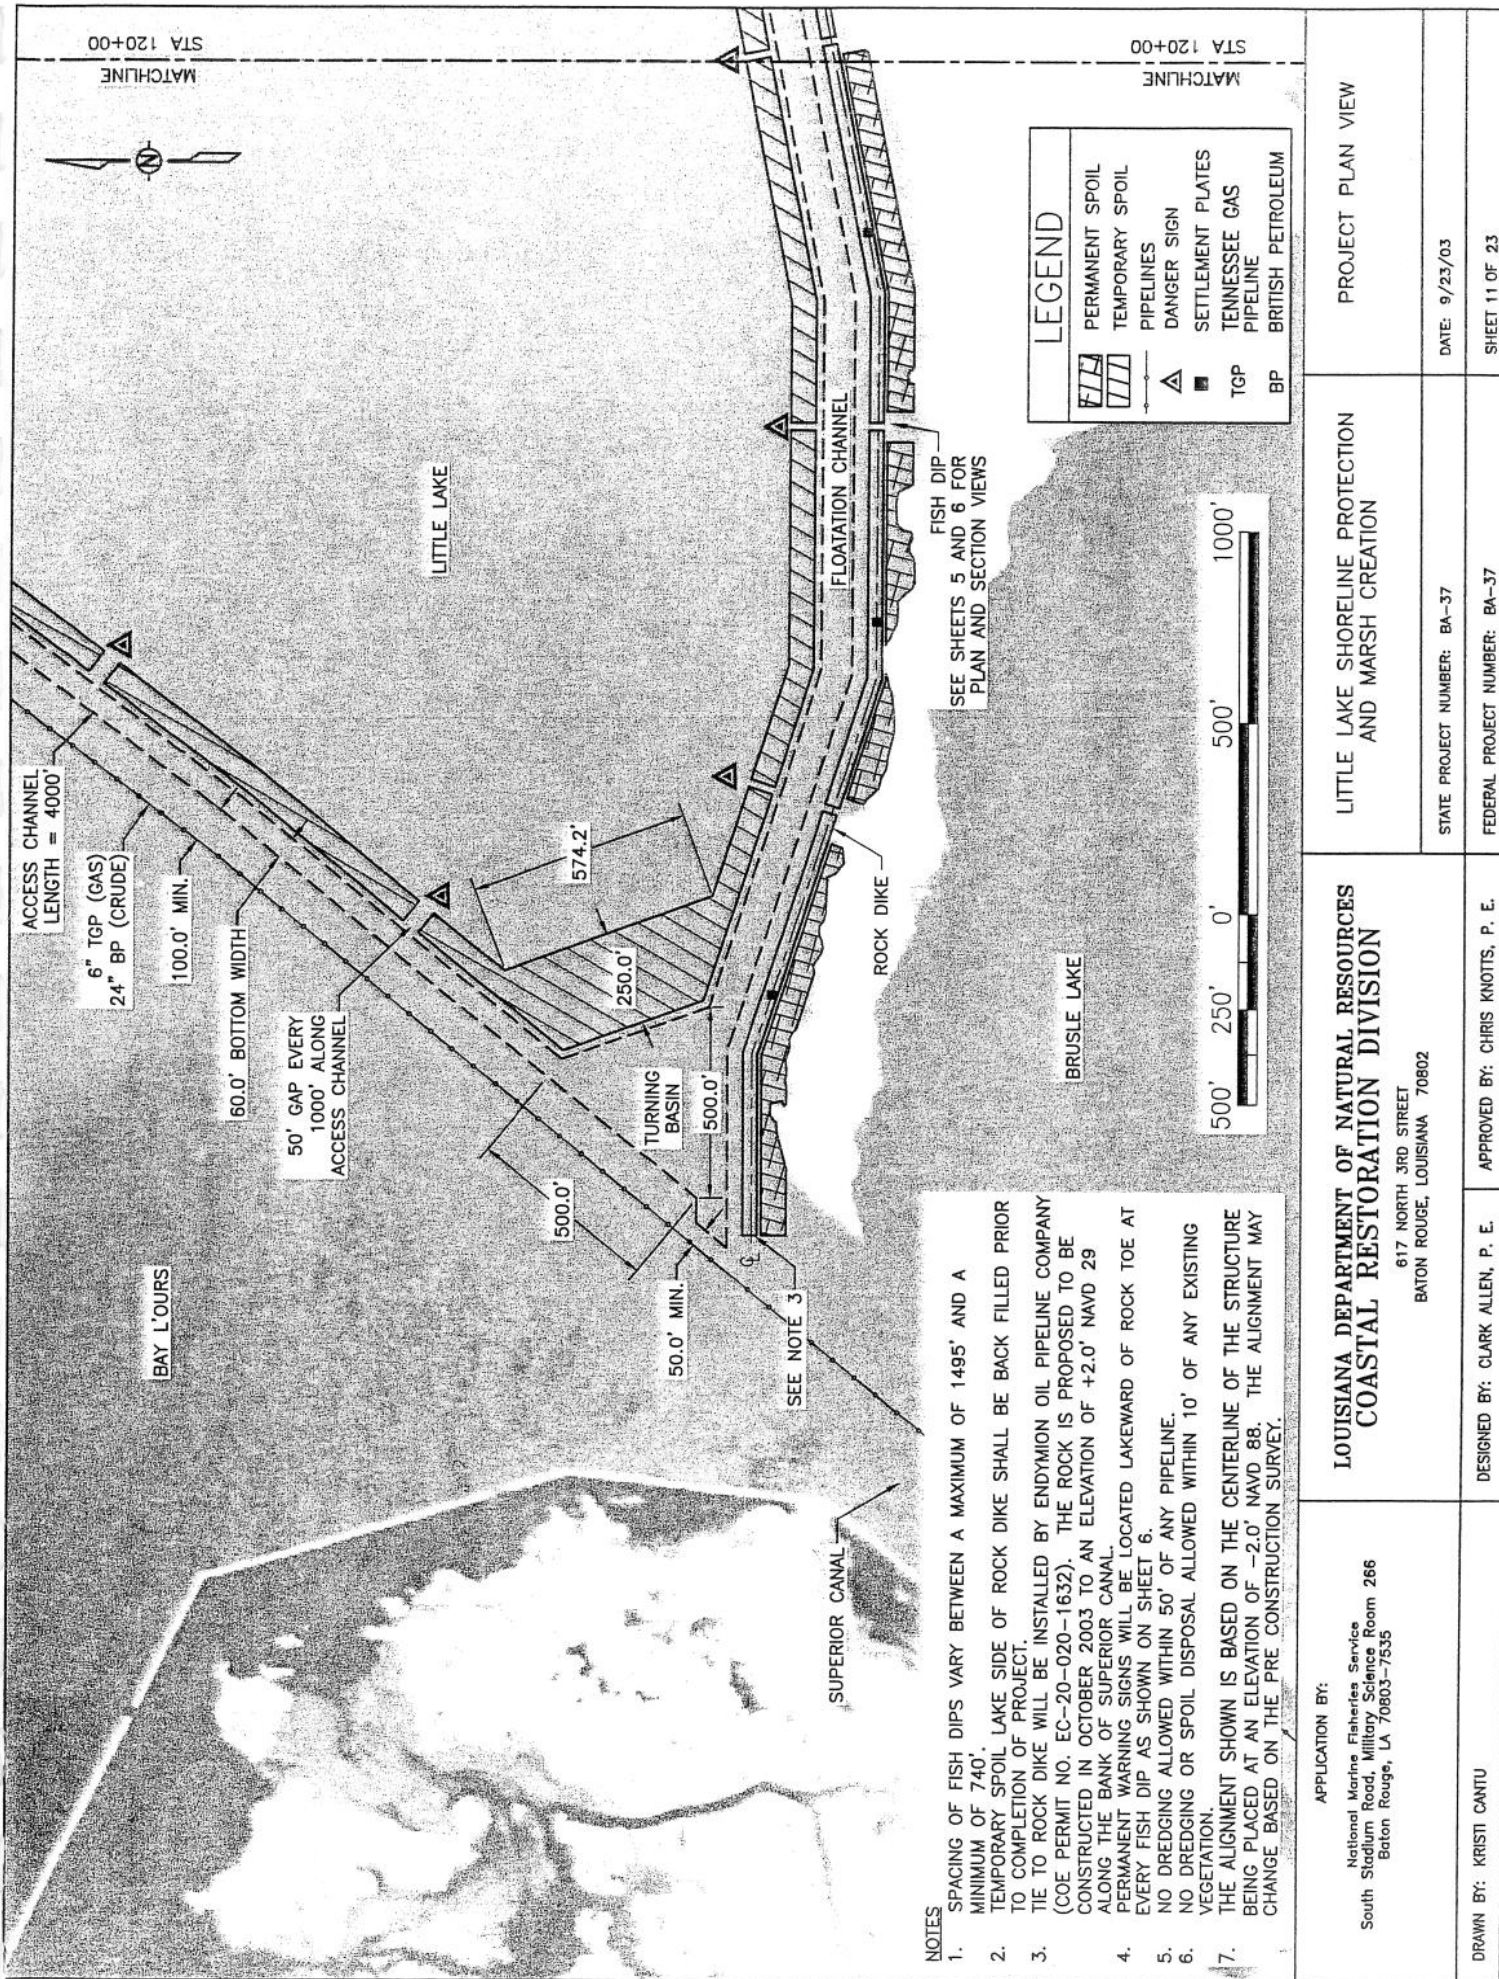 MATCHLINE
STA 120+00
MATCHLINE
STA 120+00
N
BAY L'OURS
LITTLE LAKE
ACCESS CHANNEL
LENGTH = 4000'
6" TGP (GAS)
24" BP (CRUDE)
100.0' MIN.
60.0' BOTTOM WIDTH
50' GAP EVERY
1000' ALONG
ACCESS CHANNEL
574.2'
250.0'
500.0'
TURNING
BASIN
500.0'
50.0' MIN.
FLOATATION CHANNEL
SEE NOTE 3
SUPERIOR CANAL
ROCK DIKE
FISH DIP
SEE SHEETS 5 AND 6 FOR
PLAN AND SECTION VIEWS
BRUSLE LAKE
500' 250' 0' 500' 1000'
LEGEND
PERMANENT SPOIL
TEMPORARY SPOIL
PIPELINES
DANGER SIGN
SETTLEMENT PLATES
TGP TENNESSEE GAS
PIPELINE
BP BRITISH PETROLEUM
NOTES
1. SPACING OF FISH DIPS VARY BETWEEN A MAXIMUM OF 1495' AND A
MINIMUM OF 740'.
2. TEMPORARY SPOIL LAKE SIDE OF ROCK DIKE SHALL BE BACK FILLED PRIOR
TO COMPLETION OF PROJECT.
3. TIE TO ROCK DIKE WILL BE INSTALLED BY ENDYMION OIL PIPELINE COMPANY
(COE PERMIT NO. EC-20-020-1632). THE ROCK IS PROPOSED TO BE
CONSTRUCTED IN OCTOBER 2003 TO AN ELEVATION OF +2.0' NAVD 29
ALONG THE BANK OF SUPERIOR CANAL.
4. PERMANENT WARNING SIGNS WILL BE LOCATED LAKEWARD OF ROCK TOE AT
EVERY FISH DIP AS SHOWN ON SHEET 6.
5. NO DREDGING ALLOWED WITHIN 50' OF ANY PIPELINE.
6. NO DREDGING OR SPOIL DISPOSAL ALLOWED WITHIN 10' OF ANY EXISTING
VEGETATION.
7. THE ALIGNMENT SHOWN IS BASED ON THE CENTERLINE OF THE STRUCTURE
BEING PLACED AT AN ELEVATION OF -2.0' NAVD 88. THE ALIGNMENT MAY
CHANGE BASED ON THE PRE CONSTRUCTION SURVEY.
APPLICATION BY:
National Marine Fisheries Service
South Stadium Road, Military Science Room 266
Baton Rouge, LA 70803-7535
LOUISIANA DEPARTMENT OF NATURAL RESOURCES
COASTAL RESTORATION DIVISION
617 NORTH 3RD STREET
BATON ROUGE, LOUISIANA 70802
LITTLE LAKE SHORELINE PROTECTION
AND MARSH CREATION
PROJECT PLAN VIEW
STATE PROJECT NUMBER: BA-37
DATE: 9/23/03
DRAWN BY: KRISTI CANTU
DESIGNED BY: CLARK ALLEN, P. E.
APPROVED BY: CHRIS KNOTTS, P. E.
FEDERAL PROJECT NUMBER: BA-37
SHEET 11 OF 23